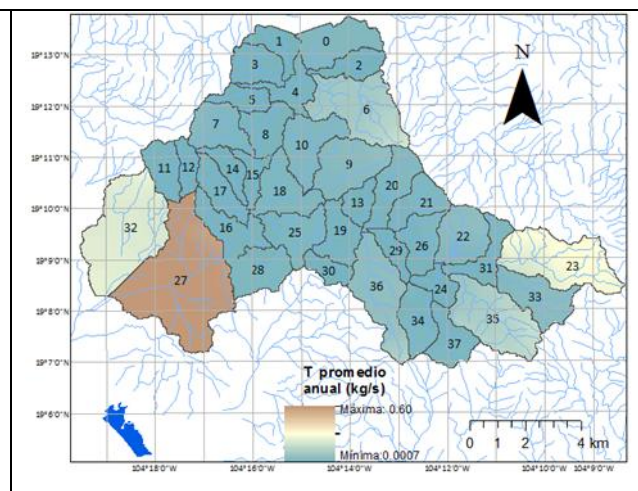 1 0
19°13'0"N
3 2
4
19°12'0"N
5 6
7 8
10
19°11'0"N
11 12 14 15 9
17 18 20
19°10'0"N
13 21
32 16 25 19 22
29 26
19°9'0"N
27 28 30 31 23
36 24 33
19°8'0"N
34 35
37
19°7'0"N
19°6'0"N
N
T promedio
anual (kg/s)
Máxima: 0.60
-
Mínima:0.0007
0 1 2 4 km
104°18'0"W 104°16'0"W 104°14'0"W 104°12'0"W 104°10'0"W 104°9'0"W